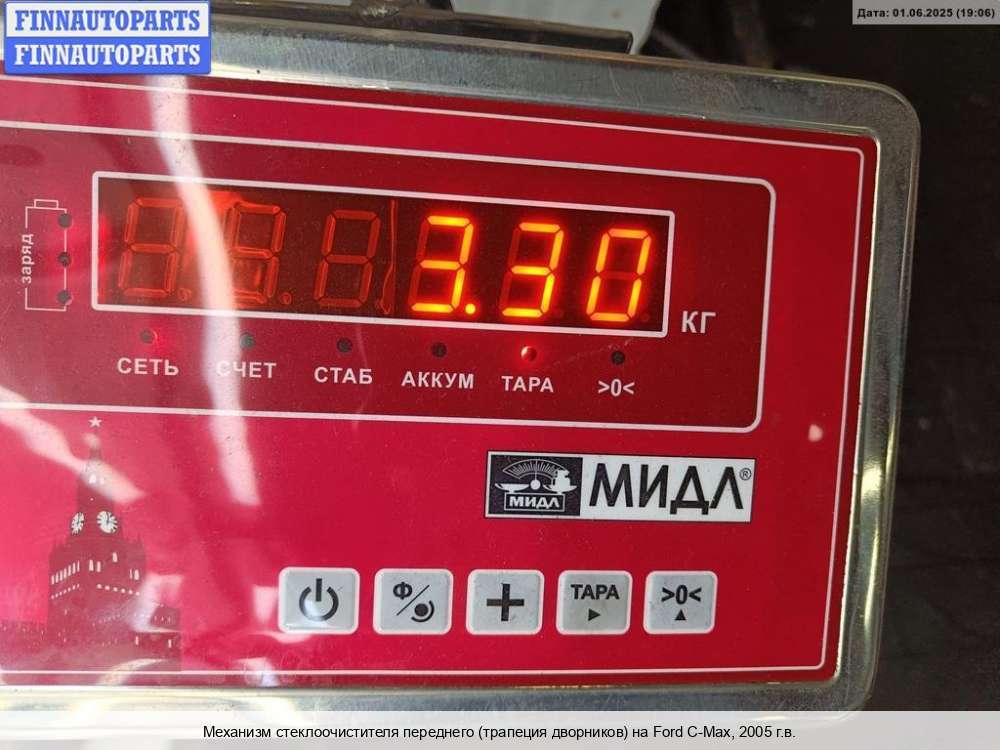 FINNAUTOPARTS
FINNAUTOPARTS
Дата: 01.06.2025 (19:06)
заряд
3.30
КГ
СЕТЬ СЧЕТ СТАБ АККУМ ТАРА >0<
МИДЛ
МИДЛ®
Ф/
+
ТАРА
>0<
Механизм стеклоочистителя переднего (трапеция дворников) на Ford C-Max, 2005 г.в.